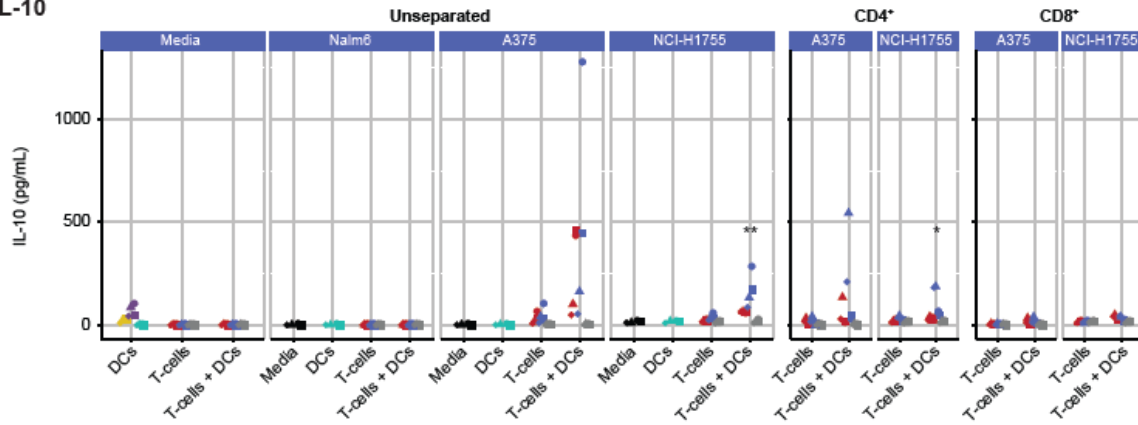 IL-10
Unseparated CD4+ CD8+
Media Nalm6 A375 NCI-H1755 A375 NCI-H1755 A375 NCI-H1755
IL-10 (pg/mL)
1000
500
0
** *
DCs T-cells T-cells + DCs Media DCs T-cells T-cells + DCs Media DCs T-cells T-cells + DCs Media DCs T-cells T-cells + DCs T-cells T-cells + DCs T-cells T-cells + DCs T-cells T-cells + DCs T-cells T-cells + DCs